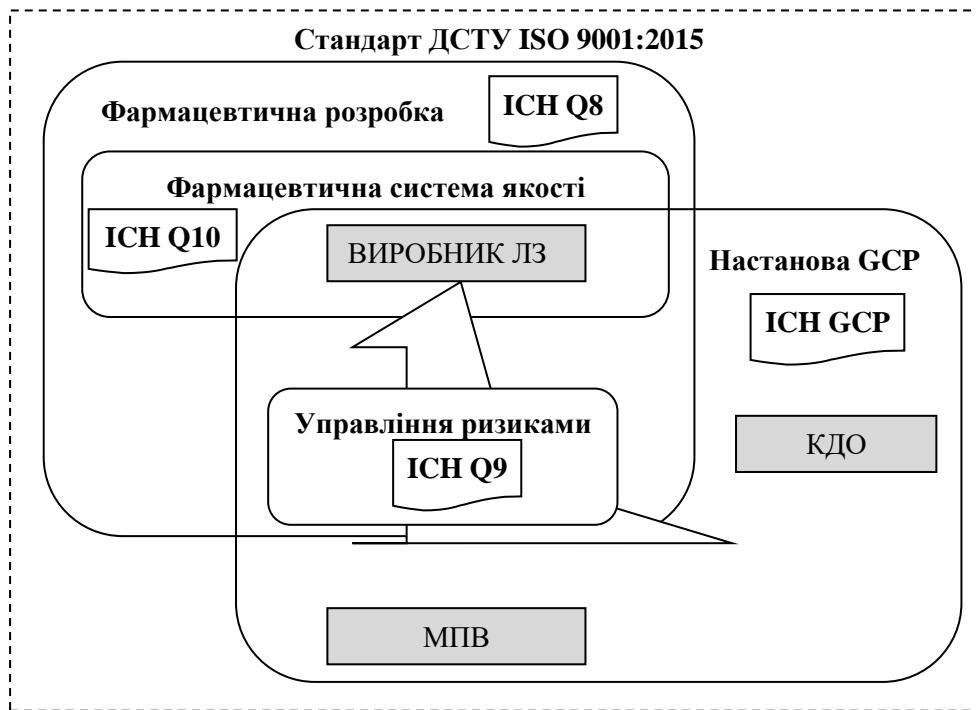 Стандарт ДСТУ ISO 9001:2015
Фармацевтична розробка
ICH Q8
Фармацевтична система якості
ICH Q10
ВИРОБНИК ЛЗ
Настанова GCP
ICH GCP
Управління ризиками
ICH Q9
КДО
МПВ